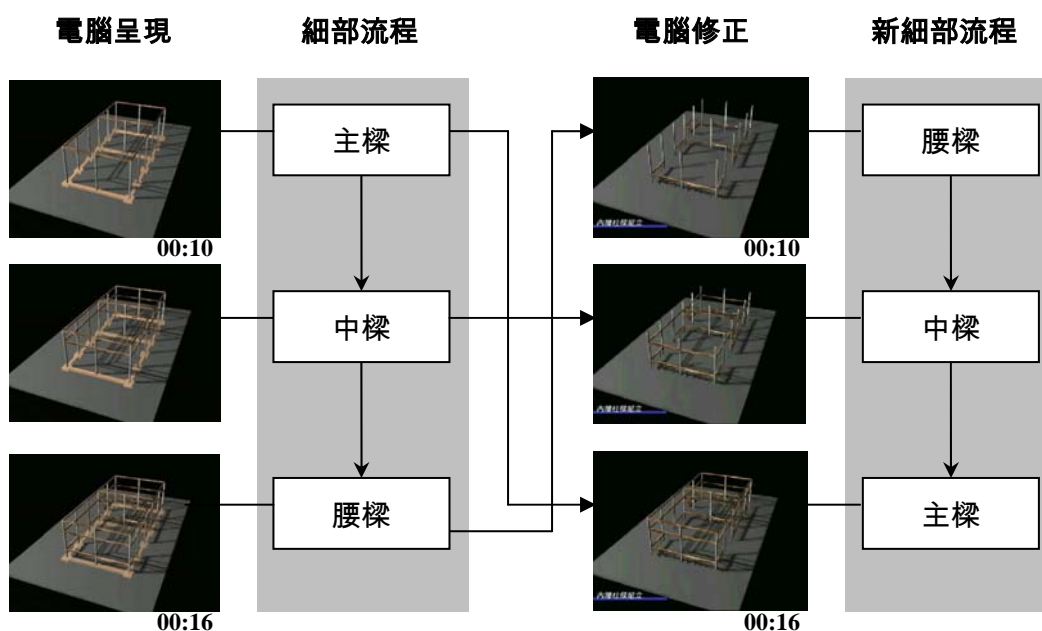 電腦呈現 細部流程 電腦修正 新細部流程
主樑 腰樑
00:10 00:10
中樑 中樑
腰樑 主樑
00:16 00:16